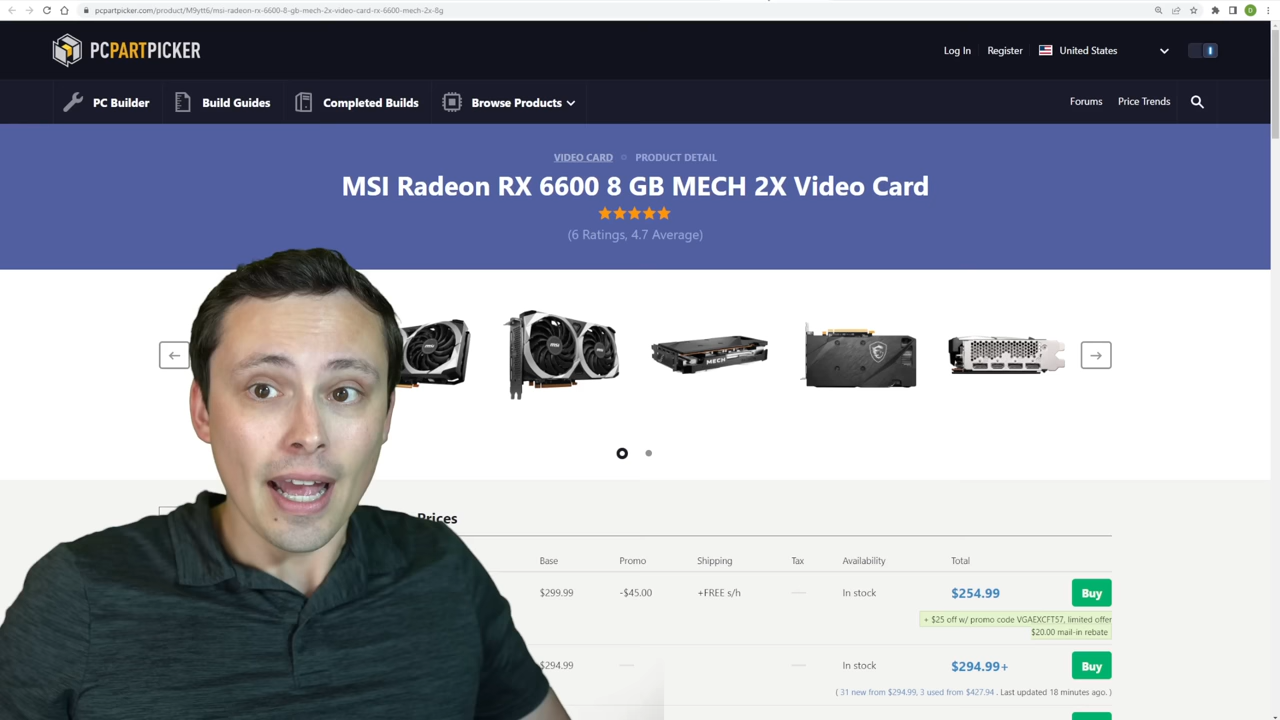 pcpartpicker.com/product/M9ytt6/msi-radeon-rx-6600-8-gb-mech-2x-video-card-rx-6600-mech-2x-8g
D
PCPARTPICKER
Log In
Register
United States
PC Builder
Build Guides
Completed Builds
Browse Products
Forums
Price Trends
VIDEO CARD
PRODUCT DETAIL
MSI Radeon RX 6600 8 GB MECH 2X Video Card
(6 Ratings, 4.7 Average)
MECH
Prices
Base Promo Shipping Tax Availability Total
$299.99 -$45.00 +FREE s/h In stock $254.99 Buy
+ $25 off w/ promo code VGAEXCFT57, limited offer
$20.00 mail-in rebate
$294.99 In stock $294.99+ Buy
( 31 new from $294.99, 3 used from $427.94 . Last updated 18 minutes ago. )